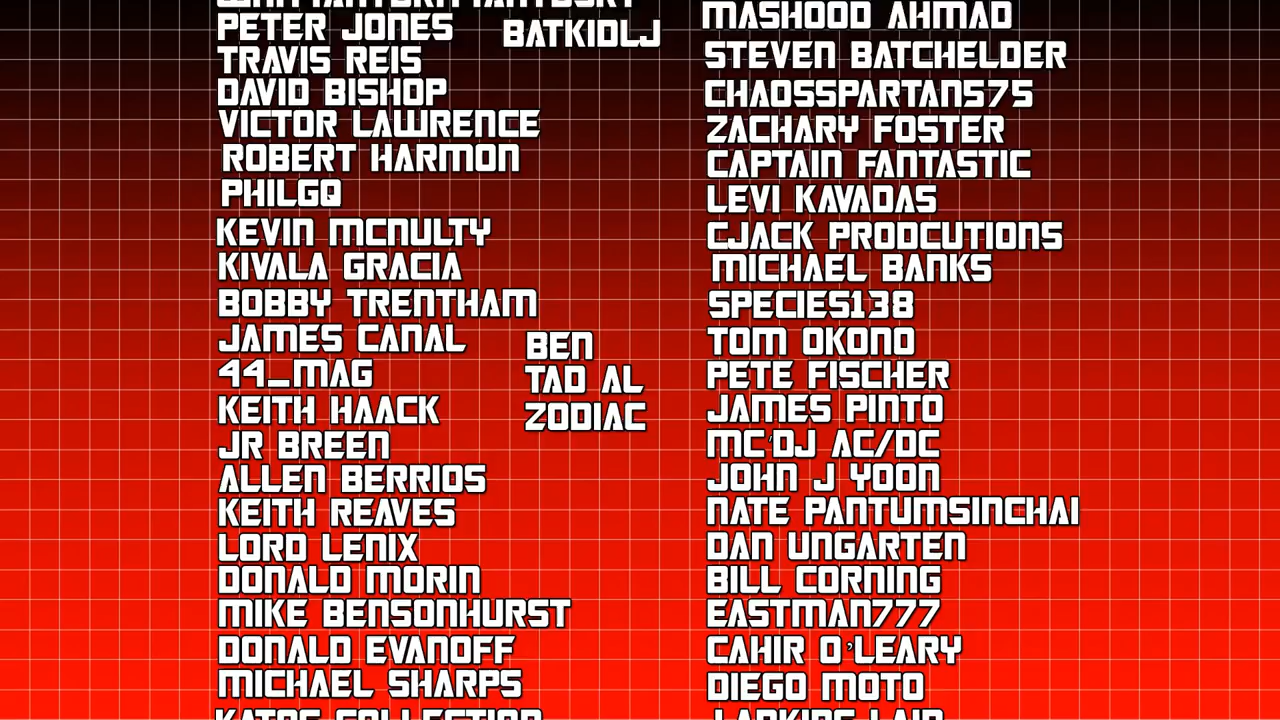 PETER JONES
TRAVIS REIS
DAVID BISHOP
VICTOR LAWRENCE
ROBERT HARMON
PHILGQ
KEVIN MCNULTY
KIVALA GRACIA
BOBBY TRENTHAM
JAMES CANAL
44_MAG
KEITH HAACK
JR BREEN
ALLEN BERRIOS
KEITH REAVES
LORD LENIX
DONALD MORIN
MIKE BENSONHURST
DONALD EVANOFF
MICHAEL SHARPS
BATKIDLJ
BEN
TAD AL
ZODIAC
MASHOOD AHMAD
STEVEN BATCHELDER
CHAOSSPARTAN575
ZACHARY FOSTER
CAPTAIN FANTASTIC
LEVI KAVADAS
CJACK PRODCUTIONS
MICHAEL BANKS
SPECIES138
TOM OKONO
PETE FISCHER
JAMES PINTO
MC'DJ AC/DC
JOHN J YOON
NATE PANTUMSINCHAI
DAN UNGARTEN
BILL CORNING
EASTMAN777
CAHIR O'LEARY
DIEGO MOTO